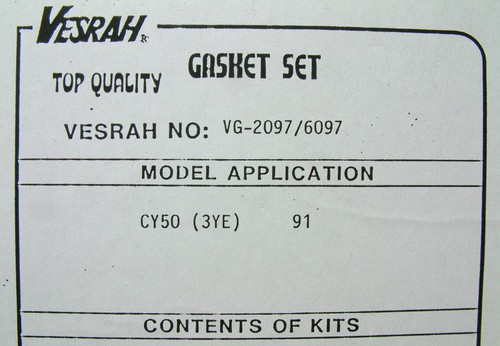 VESRAH R
GASKET SET
TOP QUALITY
VESRAH NO: VG-2097/6097
MODEL APPLICATION
CY50 (3YE) 91
CONTENTS OF KITS